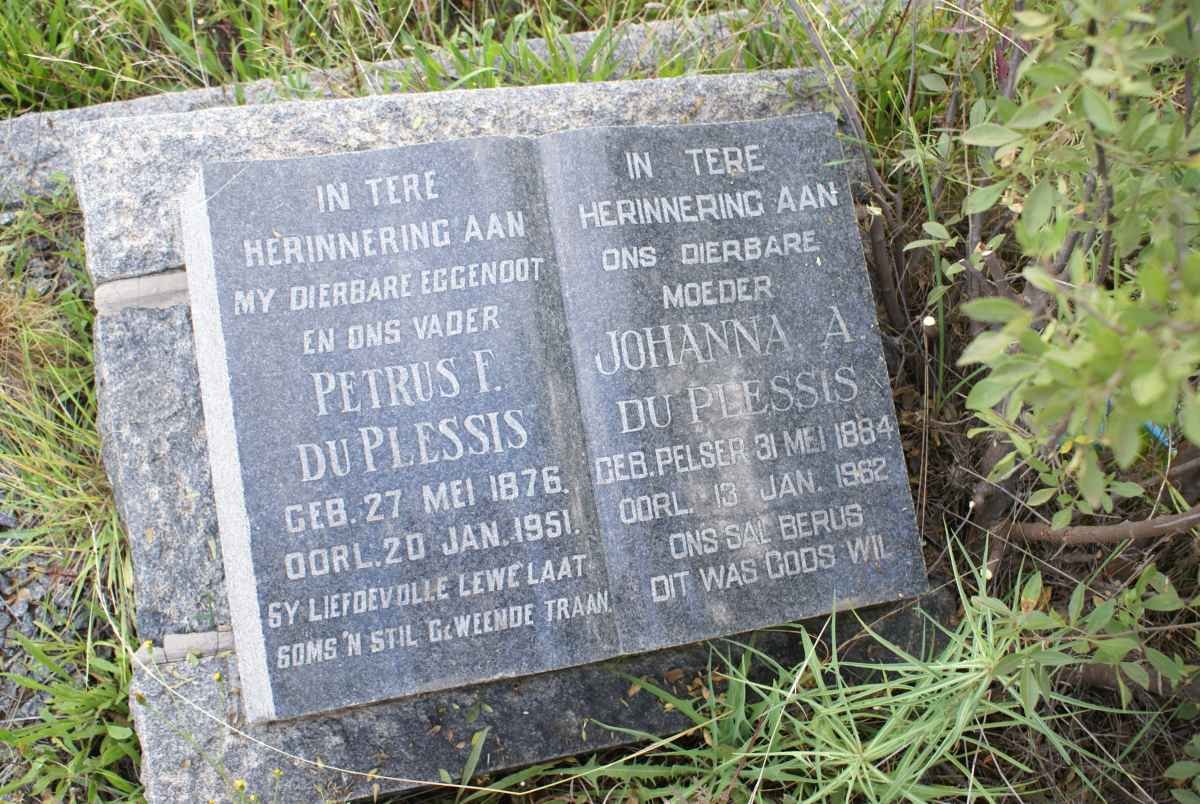 IN TERE
HERINNERING AAN
MY DIERBARE EGGENOOT
EN ONS VADER
PETRUS F.
DU PLESSIS
GEB. 27 MEI 1876.
OORL. 20 JAN. 1951.
SY LIEFDEVOLLE LEWE LAAT
SOMS 'N STIL GEWEENDE TRAAN.
IN TERE
HERINNERING AAN
ONS DIERBARE
MOEDER
JOHANNA A.
DU PLESSIS
GEB. PELSER 31 MEI 1884
OORL. 13 JAN. 1962
ONS SAL BERUS
DIT WAS GODS WIL